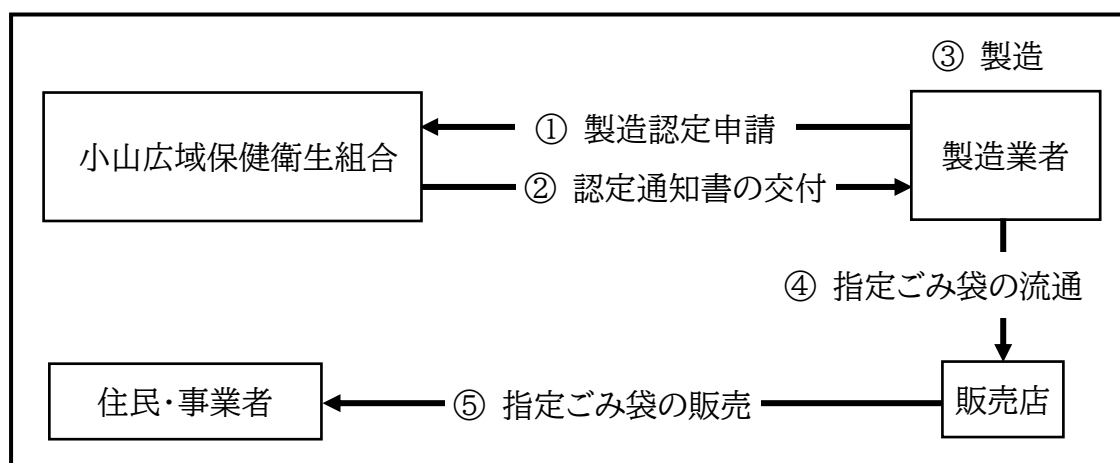 ③ 製造
小山広域保健衛生組合
① 製造認定申請
② 認定通知書の交付
製造業者
④ 指定ごみ袋の流通
住民・事業者
⑤ 指定ごみ袋の販売
販売店